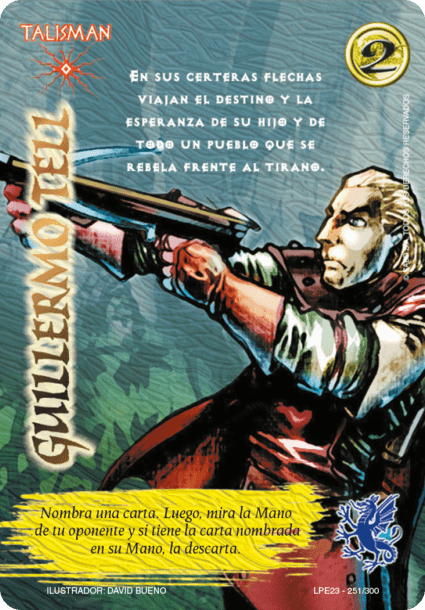 TALISMAN
2
EN SUS CERTERAS FLECHAS
VIAJAN EL DESTINO Y LA
ESPERANZA DE SU HIJO Y DE
TODO UN PUEBLO QUE SE
REBELA FRENTE AL TIRANO.
GUILLERMO TELL
DERECHOS RESERVADOS
Nombra una carta. Luego, mira la Mano
de tu oponente y si tiene la carta nombrada
en su Mano, la descarta.
ILUSTRADOR: DAVID BUENO
LPE23 - 251/300